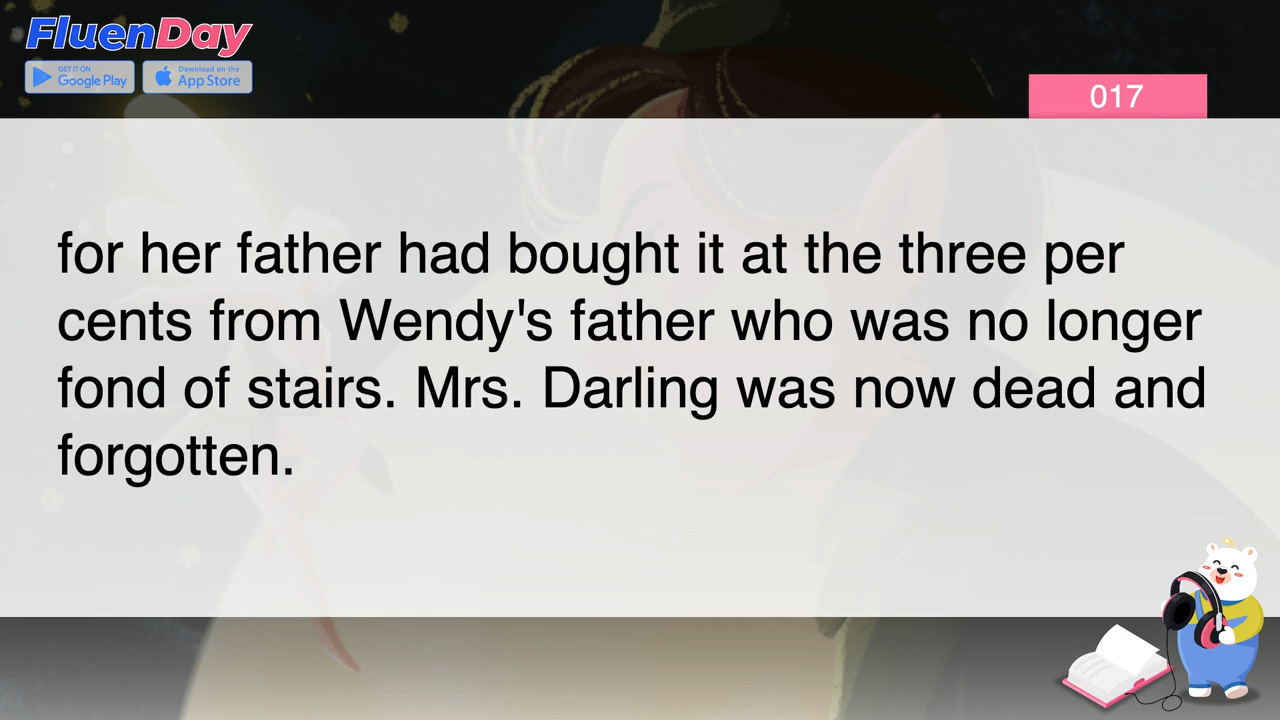 FluenDay
GET IT ON
Google Play
Download on the
App Store
017
for her father had bought it at the three per
cents from Wendy's father who was no longer
fond of stairs. Mrs. Darling was now dead and
forgotten.